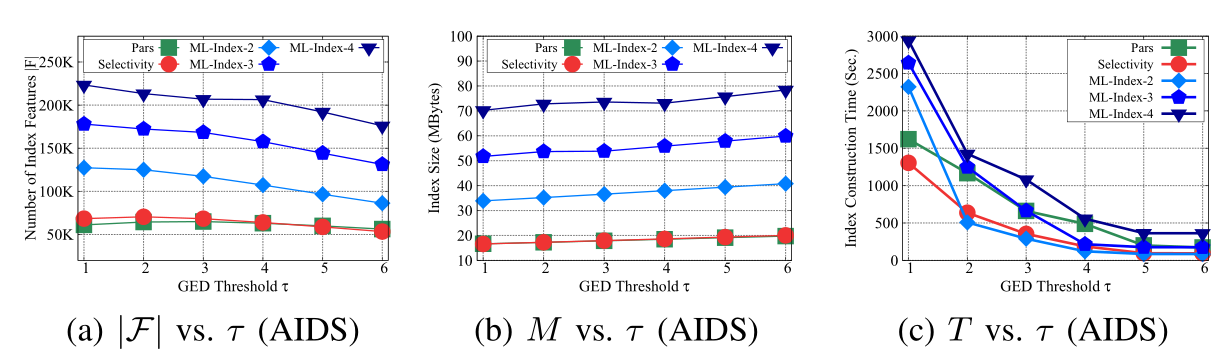 Number of Index Features |F|
250K
200K
150K
100K
50K
Pars ML-Index-2 ML-Index-4
Selectivity ML-Index-3
1 2 3 4 5 6
GED Threshold τ
(a) |𝓕| vs. τ (AIDS)
Index Size (MBytes)
100
90
80
70
60
50
40
30
20
10
Pars ML-Index-2 ML-Index-4
Selectivity ML-Index-3
1 2 3 4 5 6
GED Threshold τ
(b) M vs. τ (AIDS)
Index Construction Time (Sec.)
3000
2500
2000
1500
1000
500
0
Pars
Selectivity
ML-Index-2
ML-Index-3
ML-Index-4
1 2 3 4 5 6
GED Threshold τ
(c) T vs. τ (AIDS)